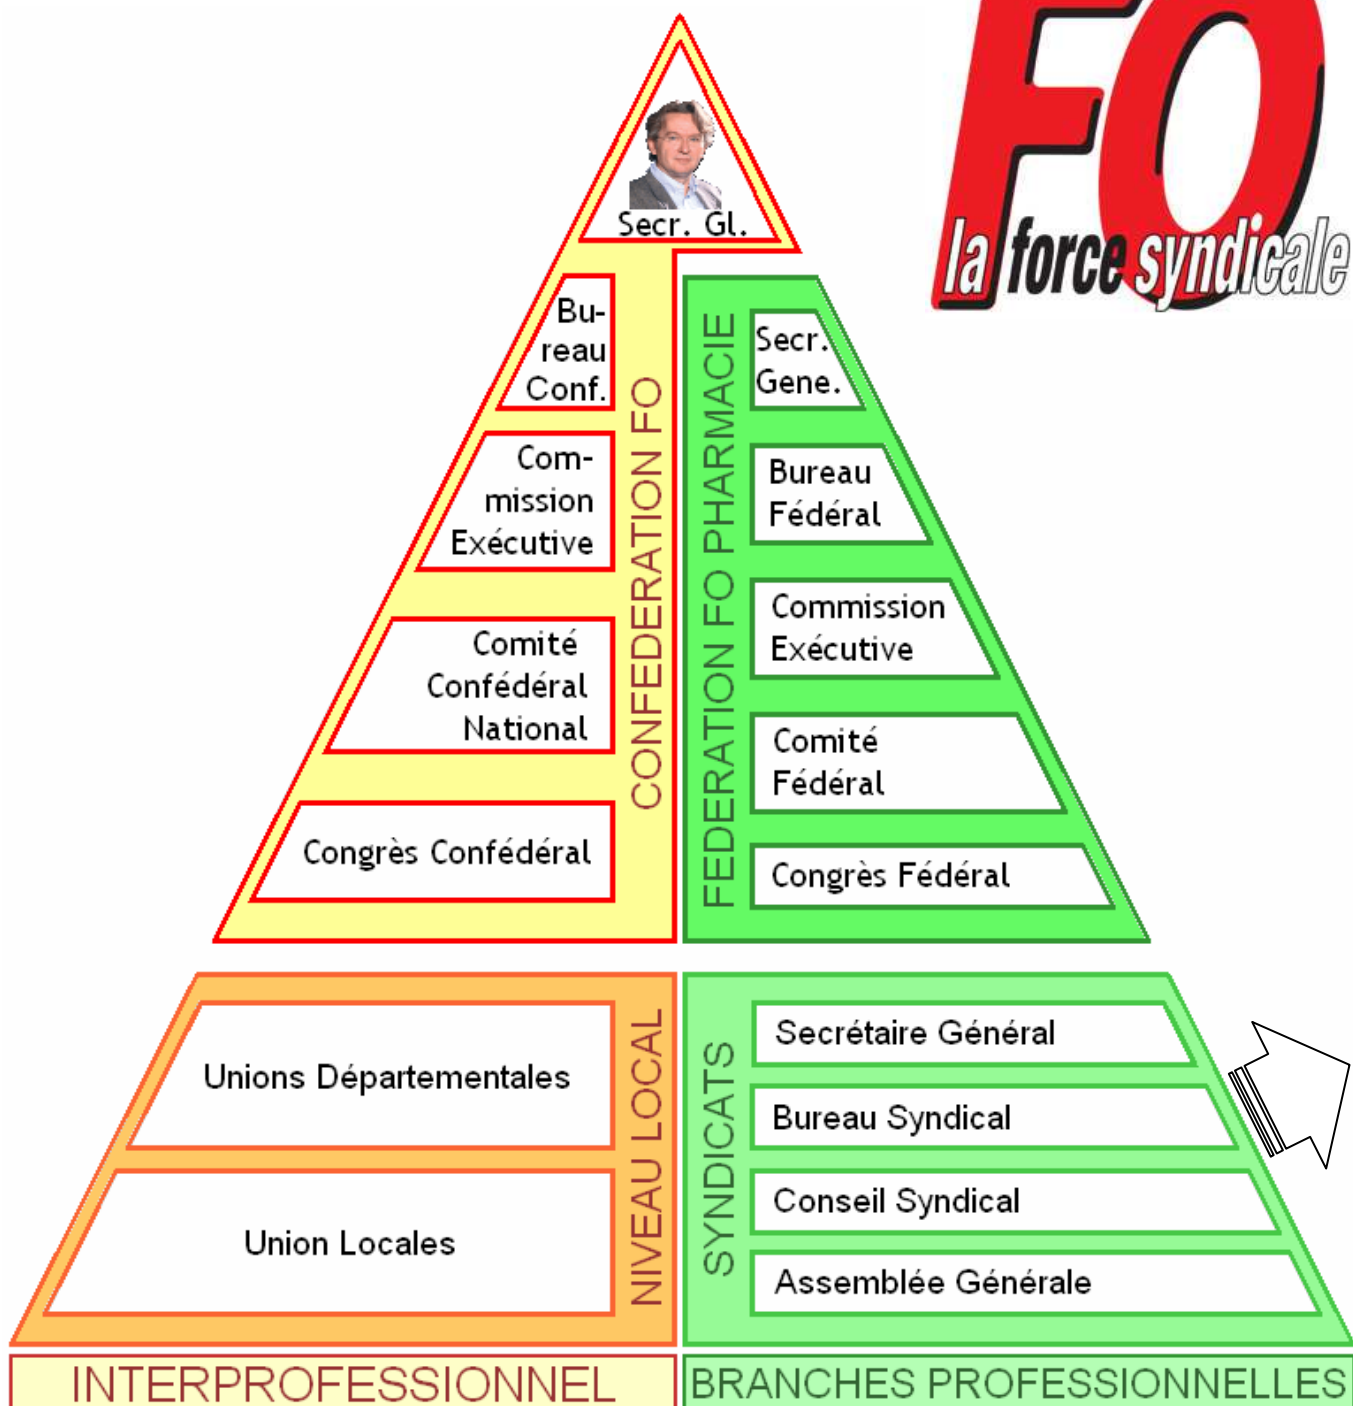 FO
la force syndicale
Secr. Gl.
Bu-
reau
Conf.
Com-
mission
Exécutive
Comité
Confédéral
National
Congrès Confédéral
CONFEDERATION FO
FEDERATION FO PHARMACIE
Secr.
Gene.
Bureau
Fédéral
Commission
Exécutive
Comité
Fédéral
Congrès Fédéral
Unions Départementales
Union Locales
NIVEAU LOCAL
SYNDICATS
Secrétaire Général
Bureau Syndical
Conseil Syndical
Assemblée Générale
INTERPROFESSIONNEL
BRANCHES PROFESSIONNELLES